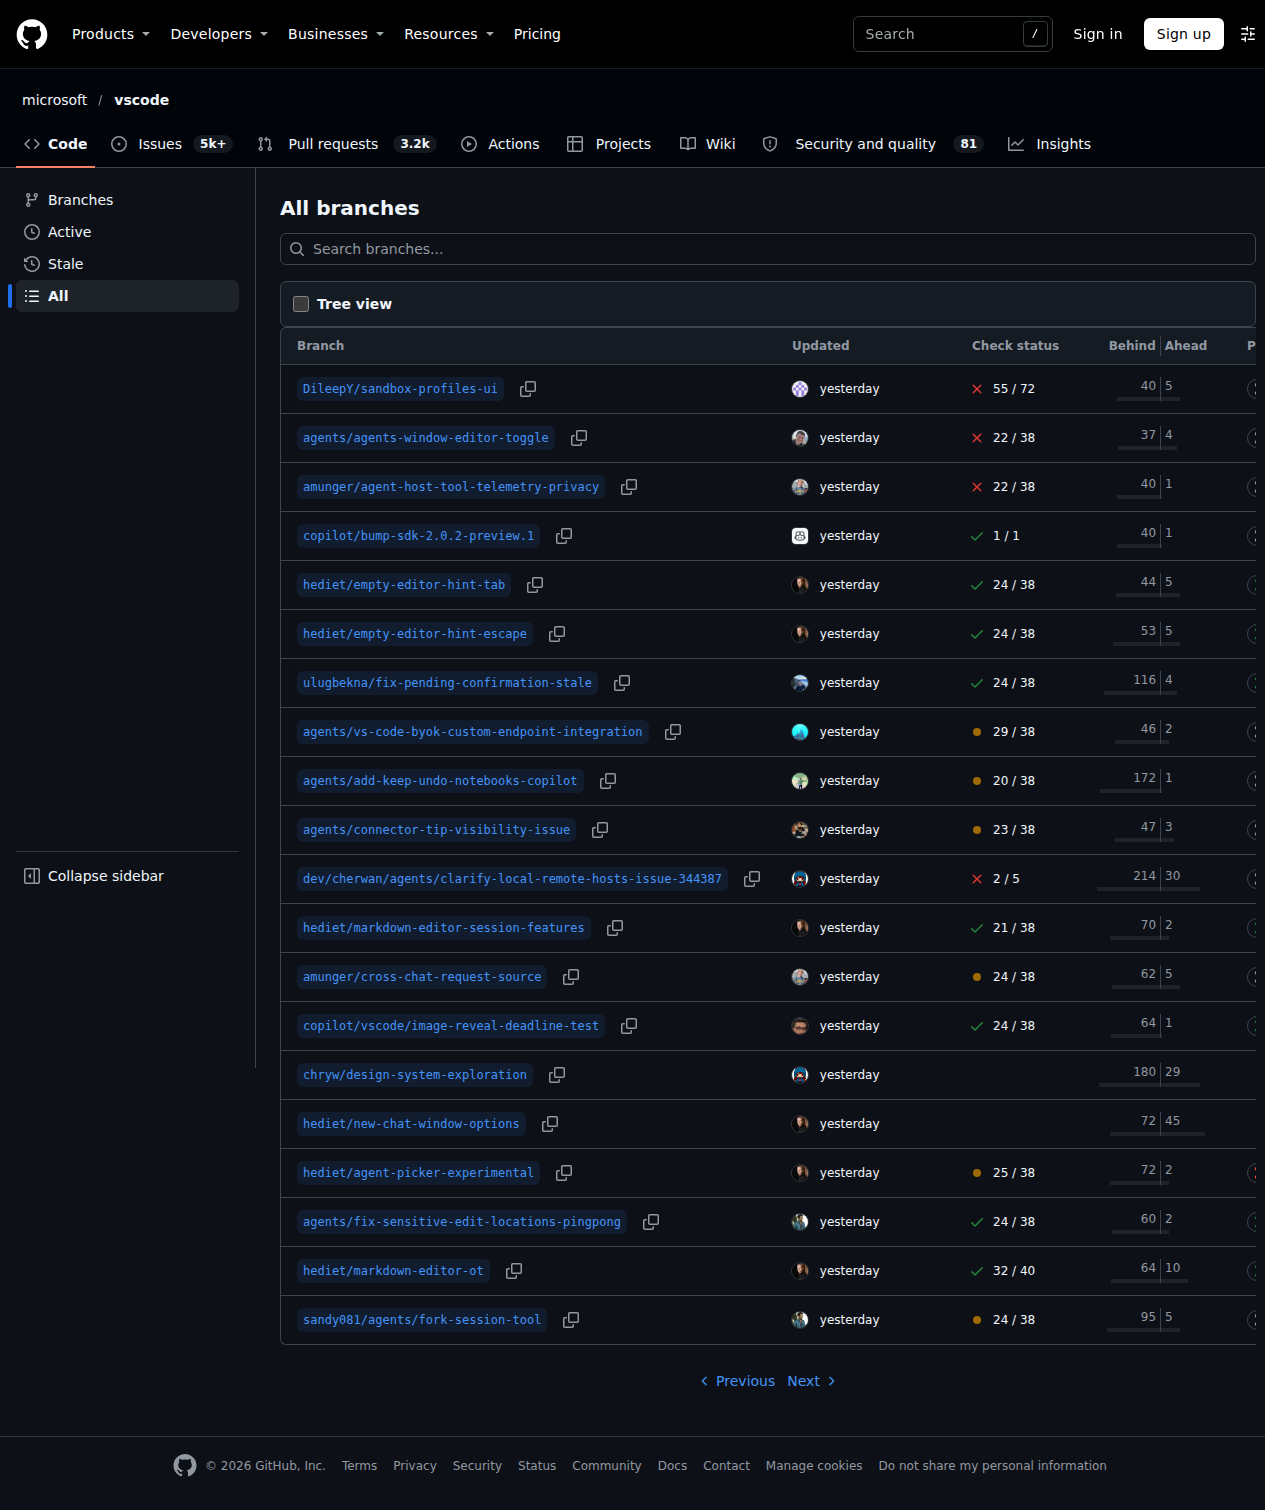 Products Developers Businesses Resources Pricing Search / Sign in Sign up
microsoft / vscode
Code Issues 5k+ Pull requests 3.2k Actions Projects Wiki Security and quality 81 Insights
Branches
Active
Stale
All
Collapse sidebar
All branches
Search branches...
Tree view
Branch Updated Check status Behind Ahead P
DileepY/sandbox-profiles-ui yesterday 55 / 72 40 5
agents/agents-window-editor-toggle yesterday 22 / 38 37 4
amunger/agent-host-tool-telemetry-privacy yesterday 22 / 38 40 1
copilot/bump-sdk-2.0.2-preview.1 yesterday 1 / 1 40 1
hediet/empty-editor-hint-tab yesterday 24 / 38 44 5
hediet/empty-editor-hint-escape yesterday 24 / 38 53 5
ulugbekna/fix-pending-confirmation-stale yesterday 24 / 38 116 4
agents/vs-code-byok-custom-endpoint-integration yesterday 29 / 38 46 2
agents/add-keep-undo-notebooks-copilot yesterday 20 / 38 172 1
agents/connector-tip-visibility-issue yesterday 23 / 38 47 3
dev/cherwan/agents/clarify-local-remote-hosts-issue-344387 yesterday 2 / 5 214 30
hediet/markdown-editor-session-features yesterday 21 / 38 70 2
amunger/cross-chat-request-source yesterday 24 / 38 62 5
copilot/vscode/image-reveal-deadline-test yesterday 24 / 38 64 1
chryw/design-system-exploration yesterday 180 29
hediet/new-chat-window-options yesterday 72 45
hediet/agent-picker-experimental yesterday 25 / 38 72 2
agents/fix-sensitive-edit-locations-pingpong yesterday 24 / 38 60 2
hediet/markdown-editor-ot yesterday 32 / 40 64 10
sandy081/agents/fork-session-tool yesterday 24 / 38 95 5
Previous Next
© 2026 GitHub, Inc. Terms Privacy Security Status Community Docs Contact Manage cookies Do not share my personal information